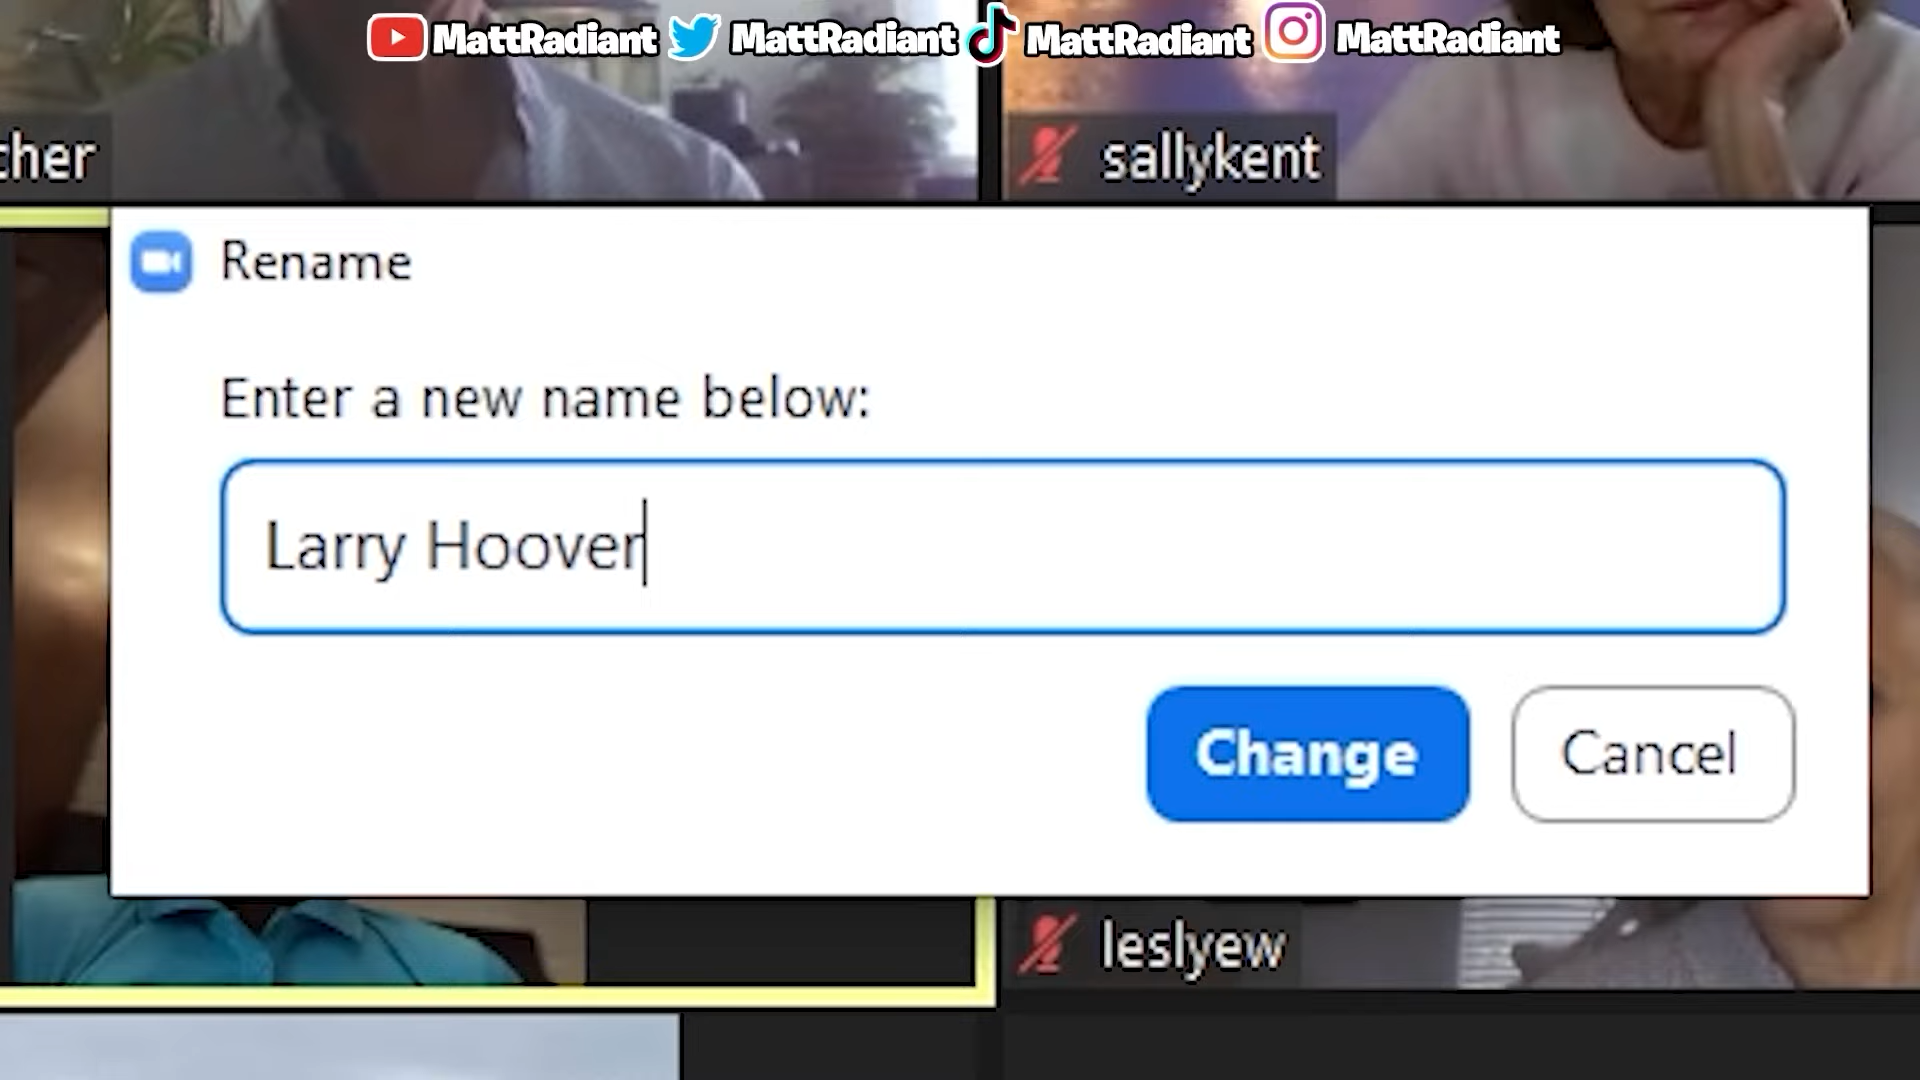 MattRadiant MattRadiant MattRadiant MattRadiant
cher
sallykent
Rename
Enter a new name below:
Larry Hoover
Change Cancel
leslyew